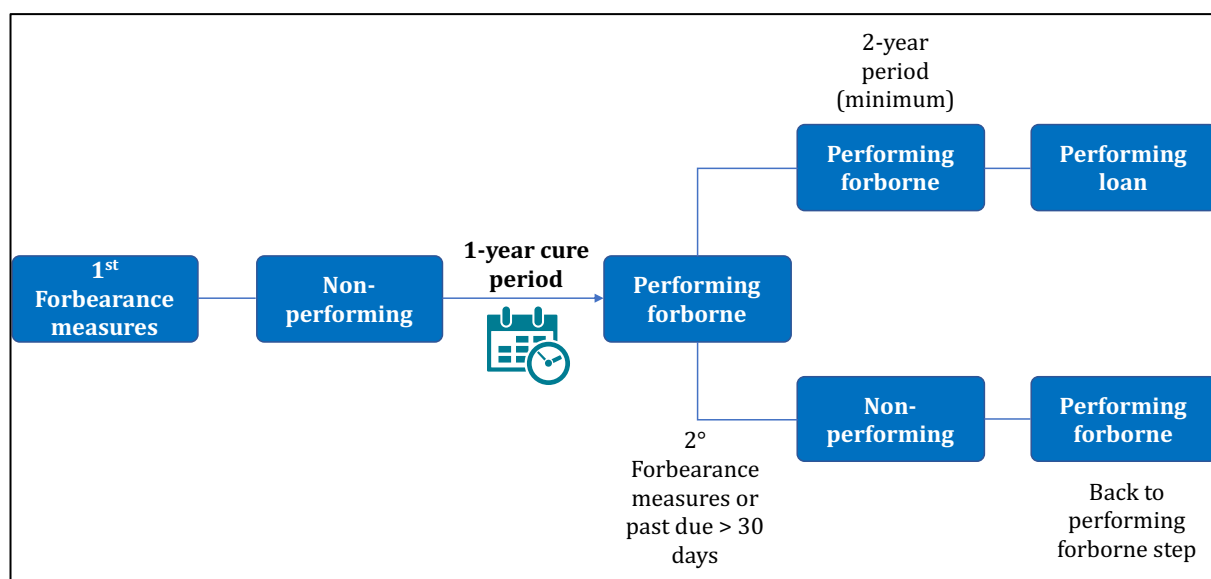 1st
Forbearance
measures
Non-
performing
1-year cure
period
Performing
forborne
2-year
period
(minimum)
Performing
forborne
Performing
loan
2°
Forbearance
measures or
past due > 30
days
Non-
performing
Performing
forborne
Back to
performing
forborne step